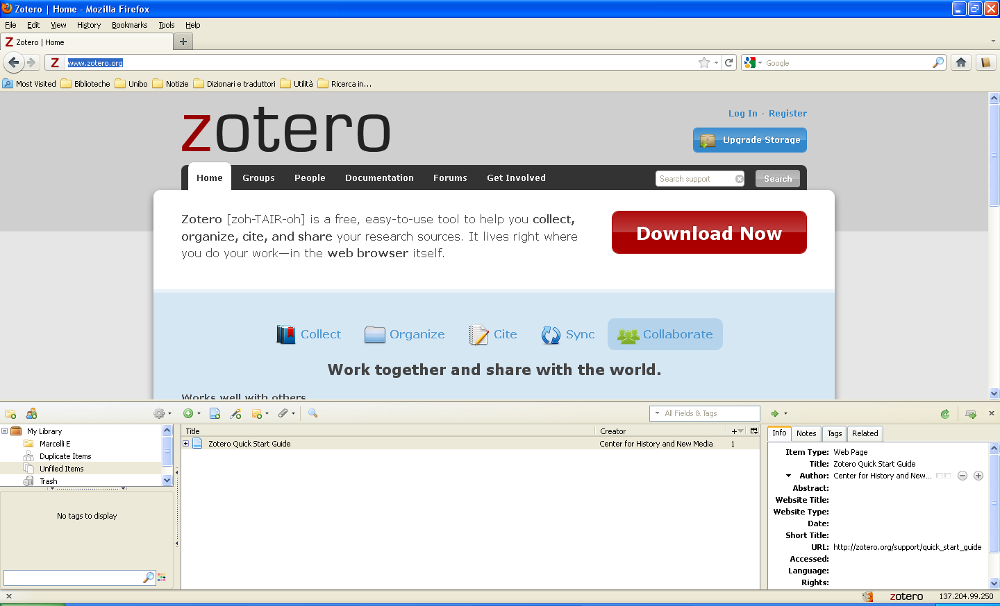 Zotero | Home - Mozilla Firefox
File Edit View History Bookmarks Tools Help
Zotero | Home
www.zotero.org
Google
Most Visited Biblioteche Unibo Notizie Dizionari e traduttori Utilità Ricerca in...
zotero
Log In · Register
Upgrade Storage
Home Groups People Documentation Forums Get Involved
Search support
Search
Zotero [zoh-TAIR-oh] is a free, easy-to-use tool to help you collect,
organize, cite, and share your research sources. It lives right where
you do your work—in the web browser itself.
Download Now
Collect Organize Cite Sync Collaborate
Work together and share with the world.
Works well with others
All Fields & Tags
My Library
Marcelli E
Duplicate Items
Unfiled Items
Trash
No tags to display
Title Creator
Zotero Quick Start Guide Center for History and New Media 1
Info Notes Tags Related
Item Type: Web Page
Title: Zotero Quick Start Guide
Author: Center for History and New...
Abstract:
Website Title:
Website Type:
Date:
Short Title:
URL: http://zotero.org/support/quick_start_guide
Accessed:
Language:
Rights:
zotero 137.204.99.250